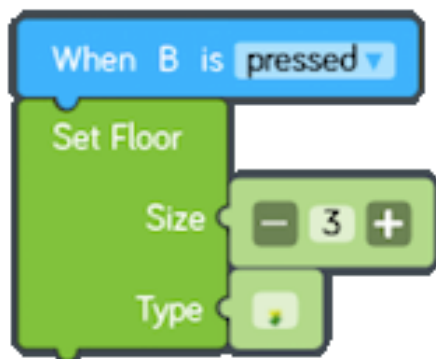 When B is pressed
Set Floor
Size - 3 +
Type